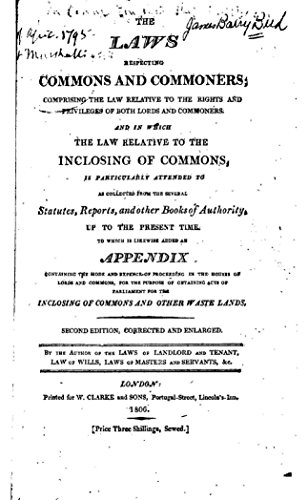 James Barry Bird
of Apr. 1795
THE
LAWS
RESPECTING
COMMONS AND COMMONERS;
COMPRISING THE LAW RELATIVE TO THE RIGHTS AND
PRIVILEGES OF BOTH LORDS AND COMMONERS.
AND IN WHICH
THE LAW RELATIVE TO THE
INCLOSING OF COMMONS,
IS PARTICULARLY ATTENDED TO
AS COLLECTED FROM THE SEVERAL
Statutes, Reports, and other Books of Authority,
UP TO THE PRESENT TIME.
TO WHICH IS LIKEWISE ADDED AN
APPENDIX
CONTAINING THE MODE AND EXPENCE OF PROCEEDING IN THE HOUSES OF
LORDS AND COMMONS, FOR THE PURPOSE OF OBTAINING ACTS OF
PARLIAMENT FOR THE
INCLOSING OF COMMONS AND OTHER WASTE LANDS.
SECOND EDITION, CORRECTED AND ENLARGED.
BY THE AUTHOR OF THE LAWS OF LANDLORD AND TENANT,
LAW OF WILLS, LAWS OF MASTERS AND SERVANTS, &c.
LONDON:
Printed for W. CLARKE and SONS, Portugal-Street, Lincoln's-Inn.
1806.
[Price Three Shillings, Sewed.]